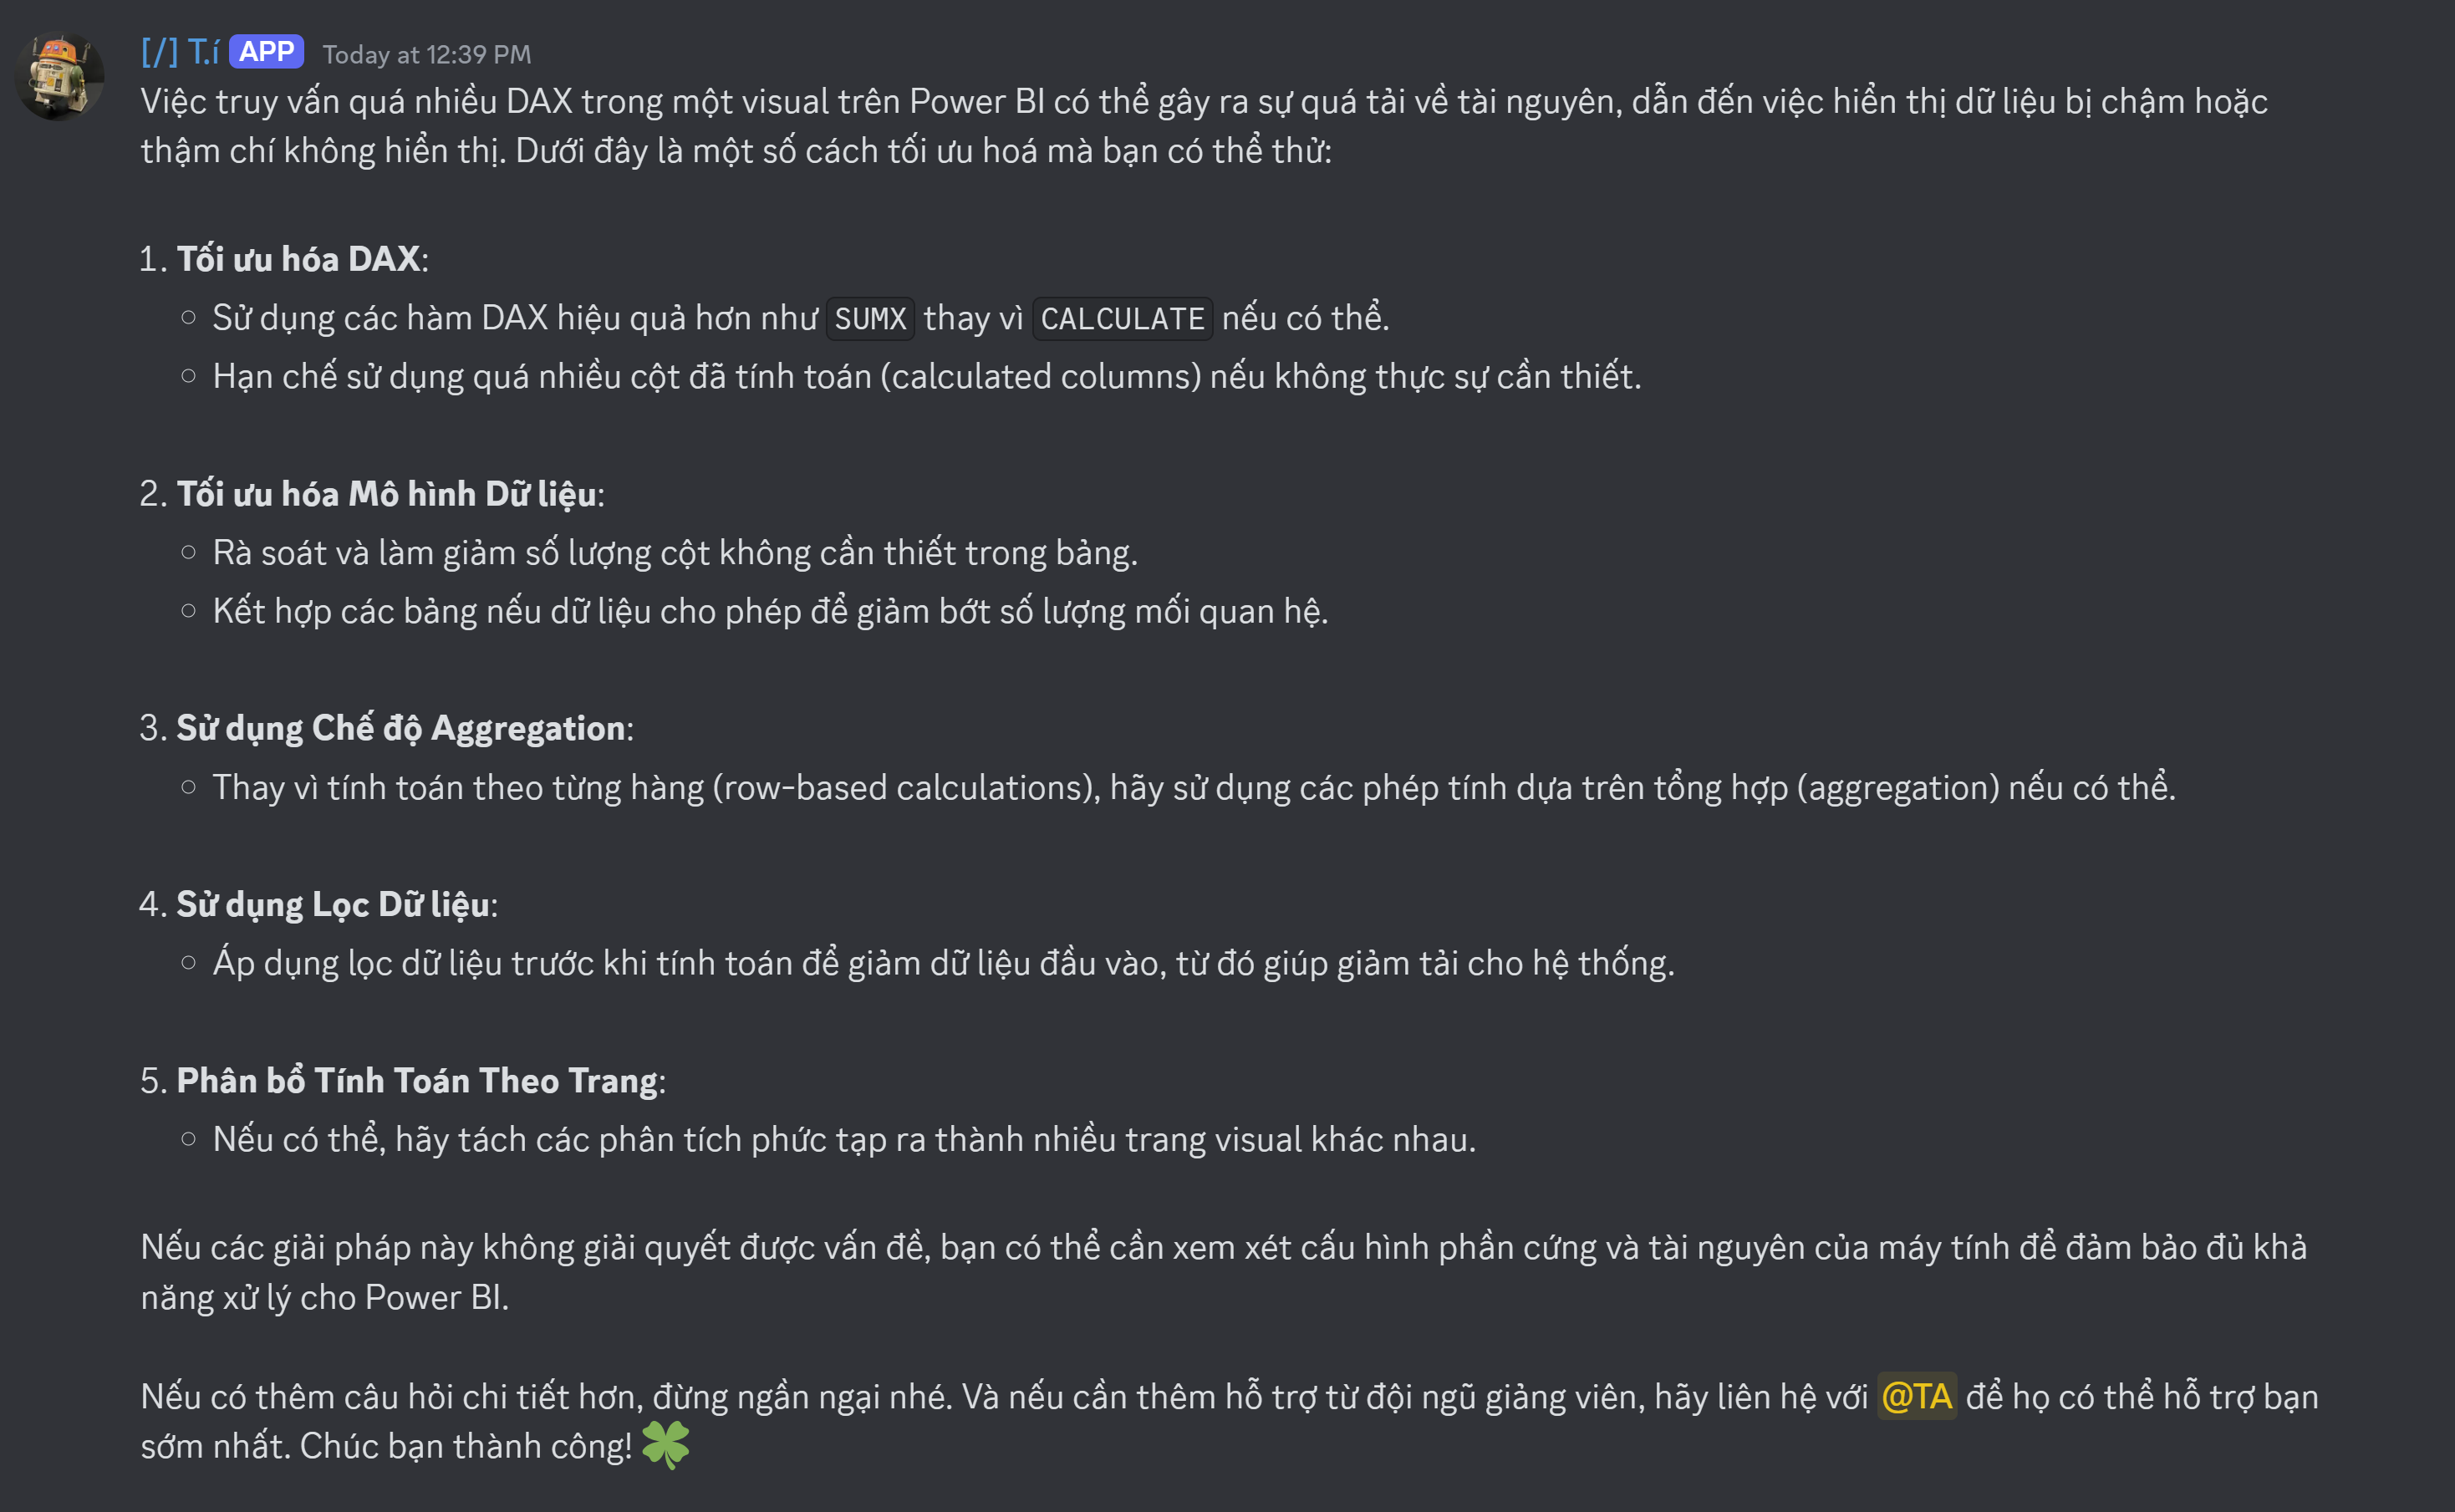 [/] T.í APP Today at 12:39 PM
Việc truy vấn quá nhiều DAX trong một visual trên Power BI có thể gây ra sự quá tải về tài nguyên, dẫn đến việc hiển thị dữ liệu bị chậm hoặc
thậm chí không hiển thị. Dưới đây là một số cách tối ưu hoá mà bạn có thể thử:
1. Tối ưu hóa DAX:
○ Sử dụng các hàm DAX hiệu quả hơn như SUMX thay vì CALCULATE nếu có thể.
○ Hạn chế sử dụng quá nhiều cột đã tính toán (calculated columns) nếu không thực sự cần thiết.
2. Tối ưu hóa Mô hình Dữ liệu:
○ Rà soát và làm giảm số lượng cột không cần thiết trong bảng.
○ Kết hợp các bảng nếu dữ liệu cho phép để giảm bớt số lượng mối quan hệ.
3. Sử dụng Chế độ Aggregation:
○ Thay vì tính toán theo từng hàng (row-based calculations), hãy sử dụng các phép tính dựa trên tổng hợp (aggregation) nếu có thể.
4. Sử dụng Lọc Dữ liệu:
○ Áp dụng lọc dữ liệu trước khi tính toán để giảm dữ liệu đầu vào, từ đó giúp giảm tải cho hệ thống.
5. Phân bổ Tính Toán Theo Trang:
○ Nếu có thể, hãy tách các phân tích phức tạp ra thành nhiều trang visual khác nhau.
Nếu các giải pháp này không giải quyết được vấn đề, bạn có thể cần xem xét cấu hình phần cứng và tài nguyên của máy tính để đảm bảo đủ khả
năng xử lý cho Power BI.
Nếu có thêm câu hỏi chi tiết hơn, đừng ngần ngại nhé. Và nếu cần thêm hỗ trợ từ đội ngũ giảng viên, hãy liên hệ với @TA để họ có thể hỗ trợ bạn
sớm nhất. Chúc bạn thành công! 🍀